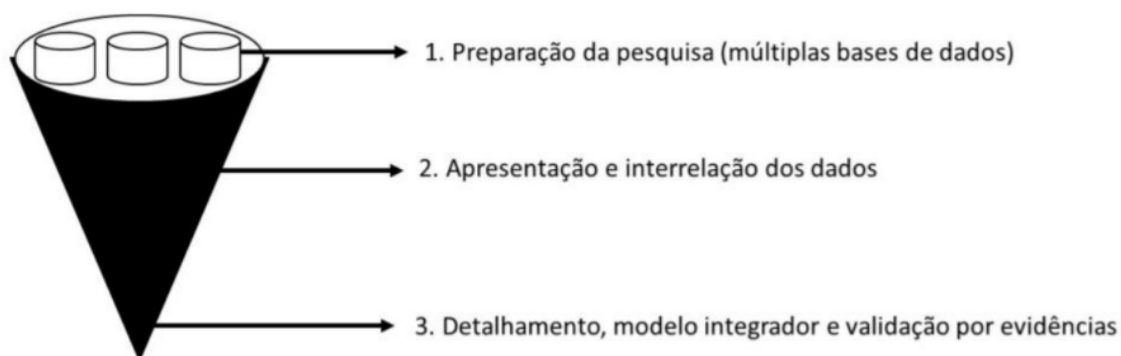 1. Preparação da pesquisa (múltiplas bases de dados)
2. Apresentação e interrelação dos dados
3. Detalhamento, modelo integrador e validação por evidências